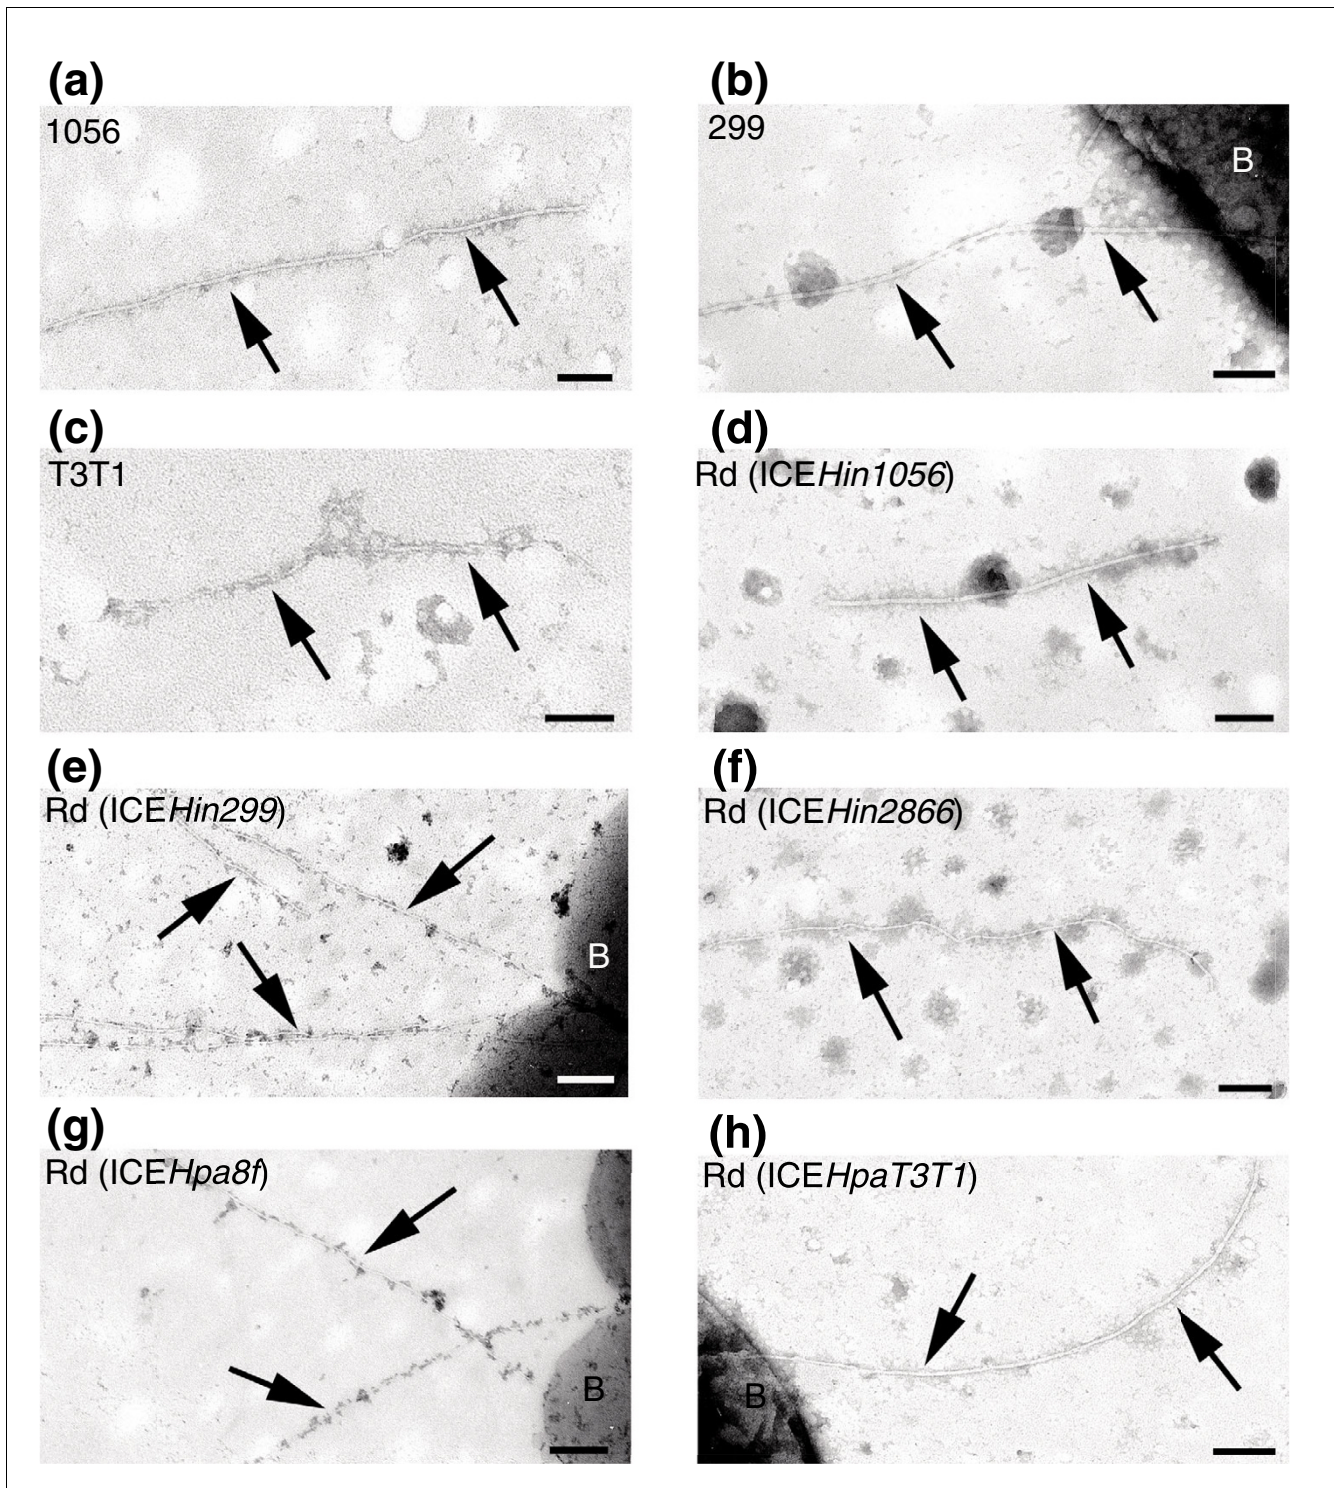 (a)
1056
(b)
299
B
(c)
T3T1
(d)
Rd (ICEHin1056)
(e)
Rd (ICEHin299)
B
(f)
Rd (ICEHin2866)
(g)
Rd (ICEHpa8f)
B
(h)
Rd (ICEHpaT3T1)
B